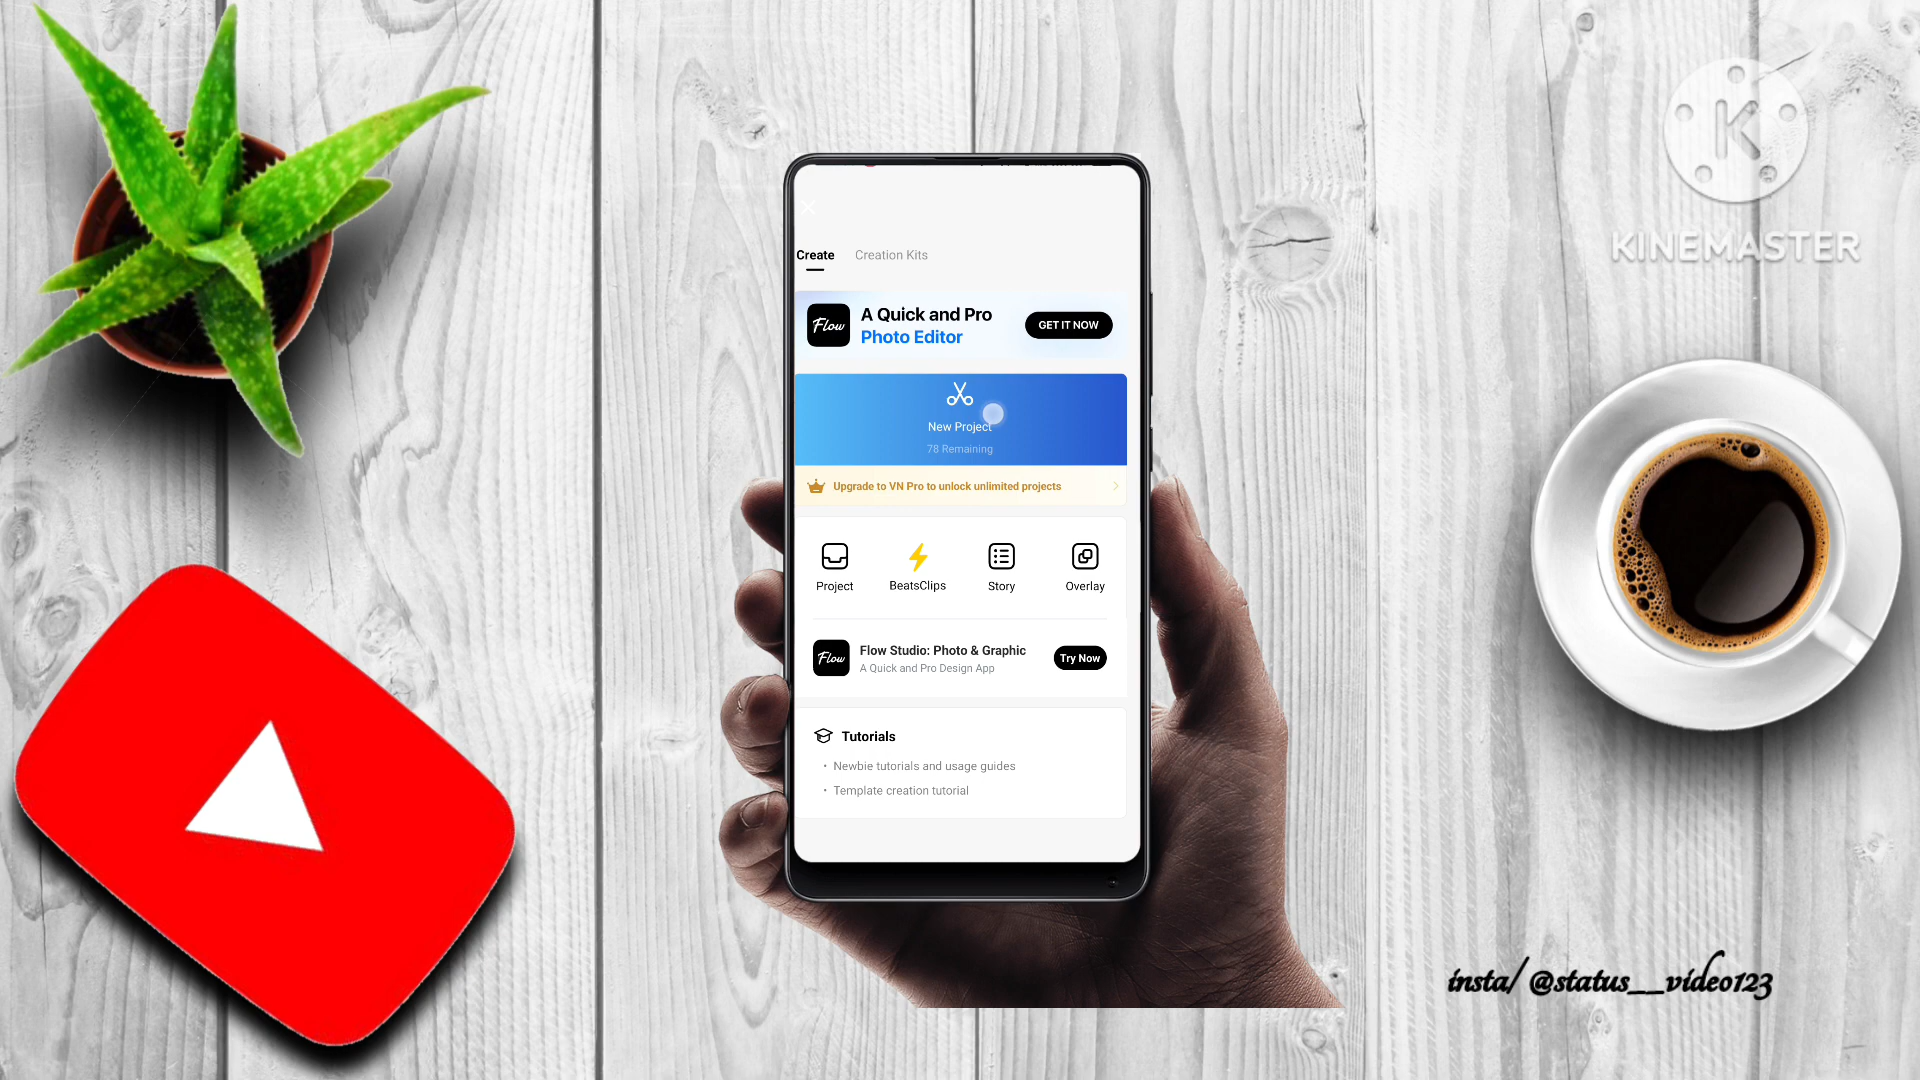 K
KINEMASTER
Create
Creation Kits
Flow
A Quick and Pro
Photo Editor
GET IT NOW
New Project
78 Remaining
Upgrade to VN Pro to unlock unlimited projects
Project
BeatsClips
Story
Overlay
Flow
Flow Studio: Photo & Graphic
A Quick and Pro Design App
Try Now
Tutorials
• Newbie tutorials and usage guides
• Template creation tutorial
insta/ @status__video123